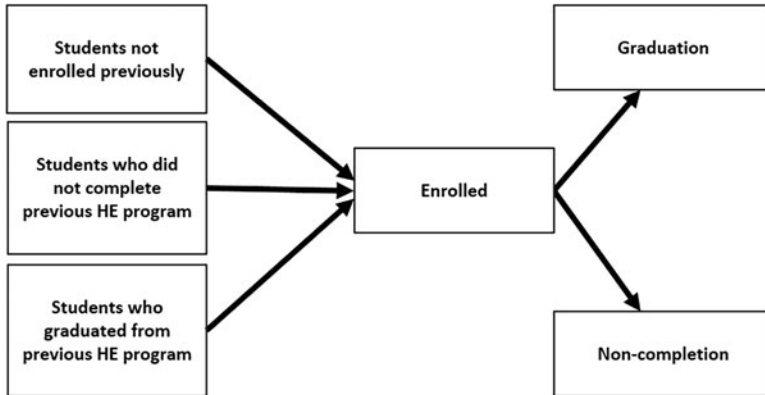 Students not
enrolled previously
Students who did
not complete
previous HE program
Students who
graduated from
previous HE program
Enrolled
Graduation
Non-completion